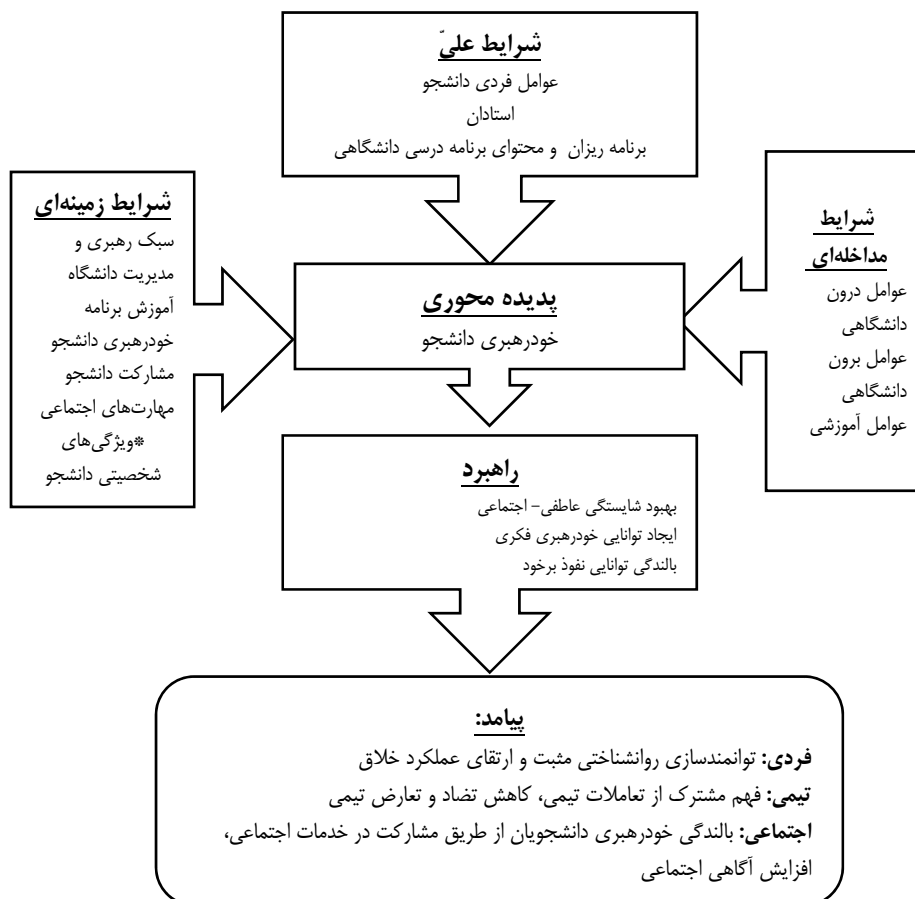 شرایط علیّ
عوامل فردی دانشجو
استادان
برنامه ریزان و محتوای برنامه درسی دانشگاهی
شرایط
مداخله‌ای
عوامل درون
دانشگاهی
عوامل برون
دانشگاهی
عوامل آموزشی
پدیده محوری
خودرهبری دانشجو
شرایط زمینه‌ای
سبک رهبری و
مدیریت دانشگاه
آموزش برنامه
خودرهبری دانشجو
مشارکت دانشجو
مهارت‌های اجتماعی
*ویژگی‌های
شخصیتی دانشجو
راهبرد
بهبود شایستگی عاطفی- اجتماعی
ایجاد توانایی خودرهبری فکری
بالندگی توانایی نفوذ برخود
پیامد:
فردی: توانمندسازی روانشناختی مثبت و ارتقای عملکرد خلاق
تیمی: فهم مشترک از تعاملات تیمی، کاهش تضاد و تعارض تیمی
اجتماعی: بالندگی خودرهبری دانشجویان از طریق مشارکت در خدمات اجتماعی،
افزایش آگاهی اجتماعی